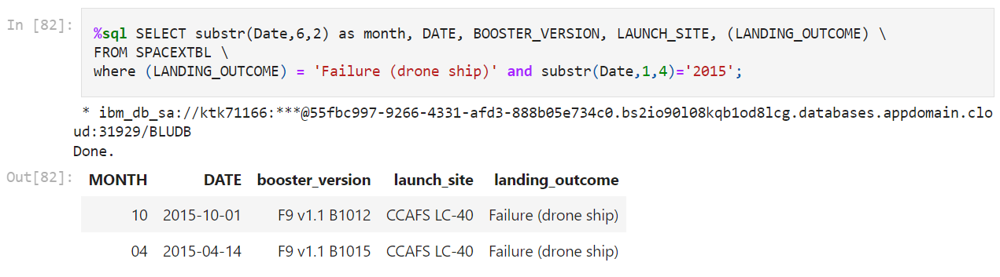 In [82]:
%sql SELECT substr(Date,6,2) as month, DATE, BOOSTER_VERSION, LAUNCH_SITE, (LANDING_OUTCOME) \
FROM SPACEXTBL \
where (LANDING_OUTCOME) = 'Failure (drone ship)' and substr(Date,1,4)='2015';
* ibm_db_sa://ktk71166:***@55fbc997-9266-4331-afd3-888b05e734c0.bs2io90l08kqb1od8lcg.databases.appdomain.clo
ud:31929/BLUDB
Done.
Out[82]:
MONTH DATE booster_version launch_site landing_outcome
10 2015-10-01 F9 v1.1 B1012 CCAFS LC-40 Failure (drone ship)
04 2015-04-14 F9 v1.1 B1015 CCAFS LC-40 Failure (drone ship)